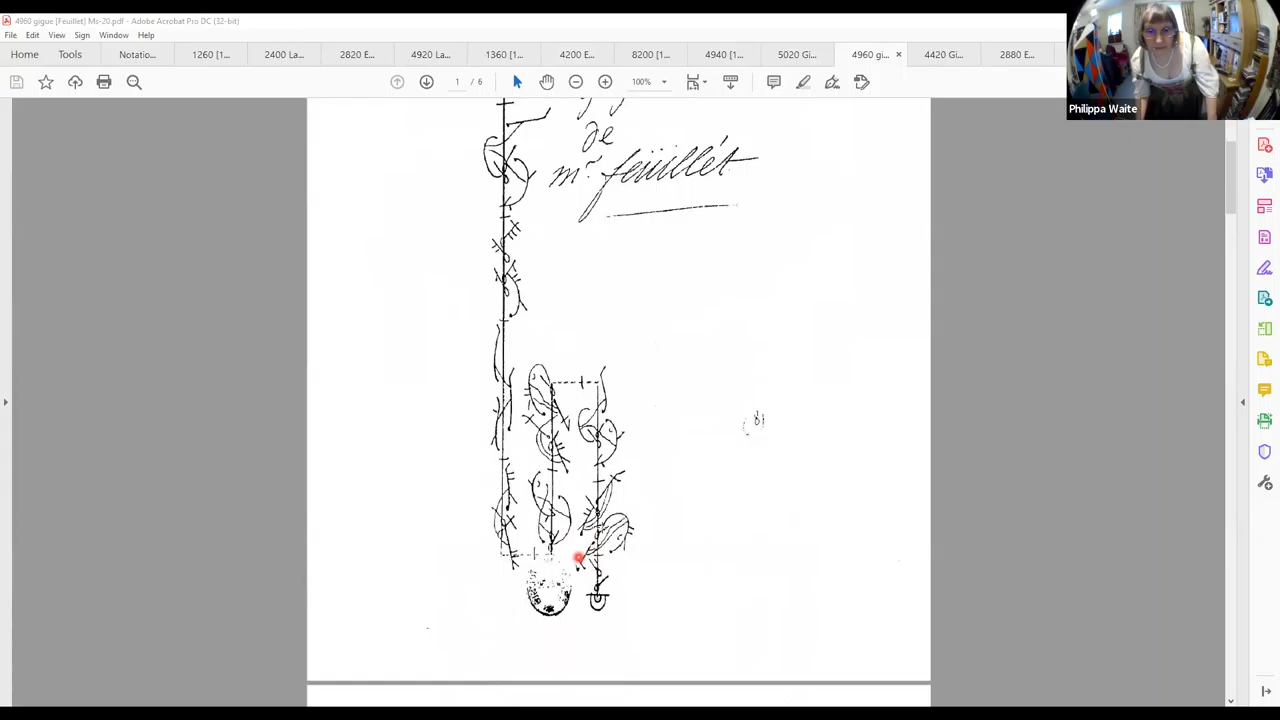 4960 gigue [Feuillet] Ms-20.pdf - Adobe Acrobat Pro DC (32-bit)
File Edit View Sign Window Help
Home Tools Notatio... 1260 [1... 2400 La... 2820 E... 4920 La... 1360 [1... 4200 E... 8200 [1... 4940 [1... 5020 Gi... 4960 gi... × 4420 Gi... 2880 E...
1 / 6 100%
Philippa Waite
de
mr. feüillét